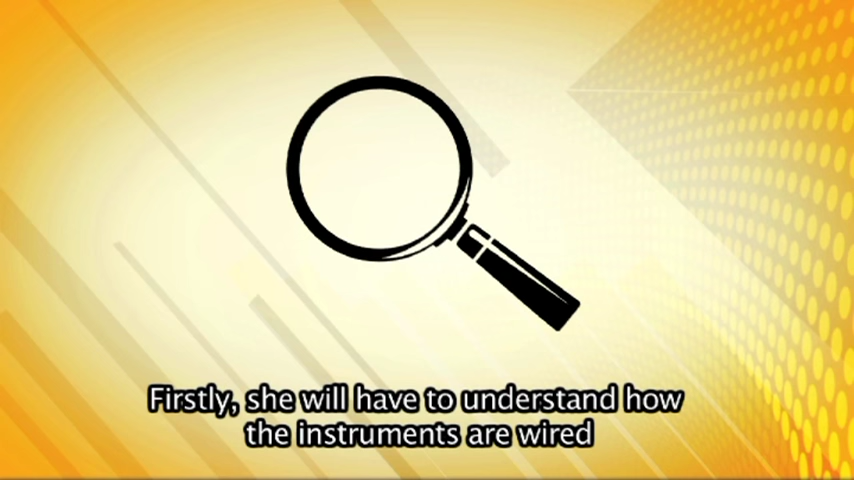 Firstly, she will have to understand how
the instruments are wired